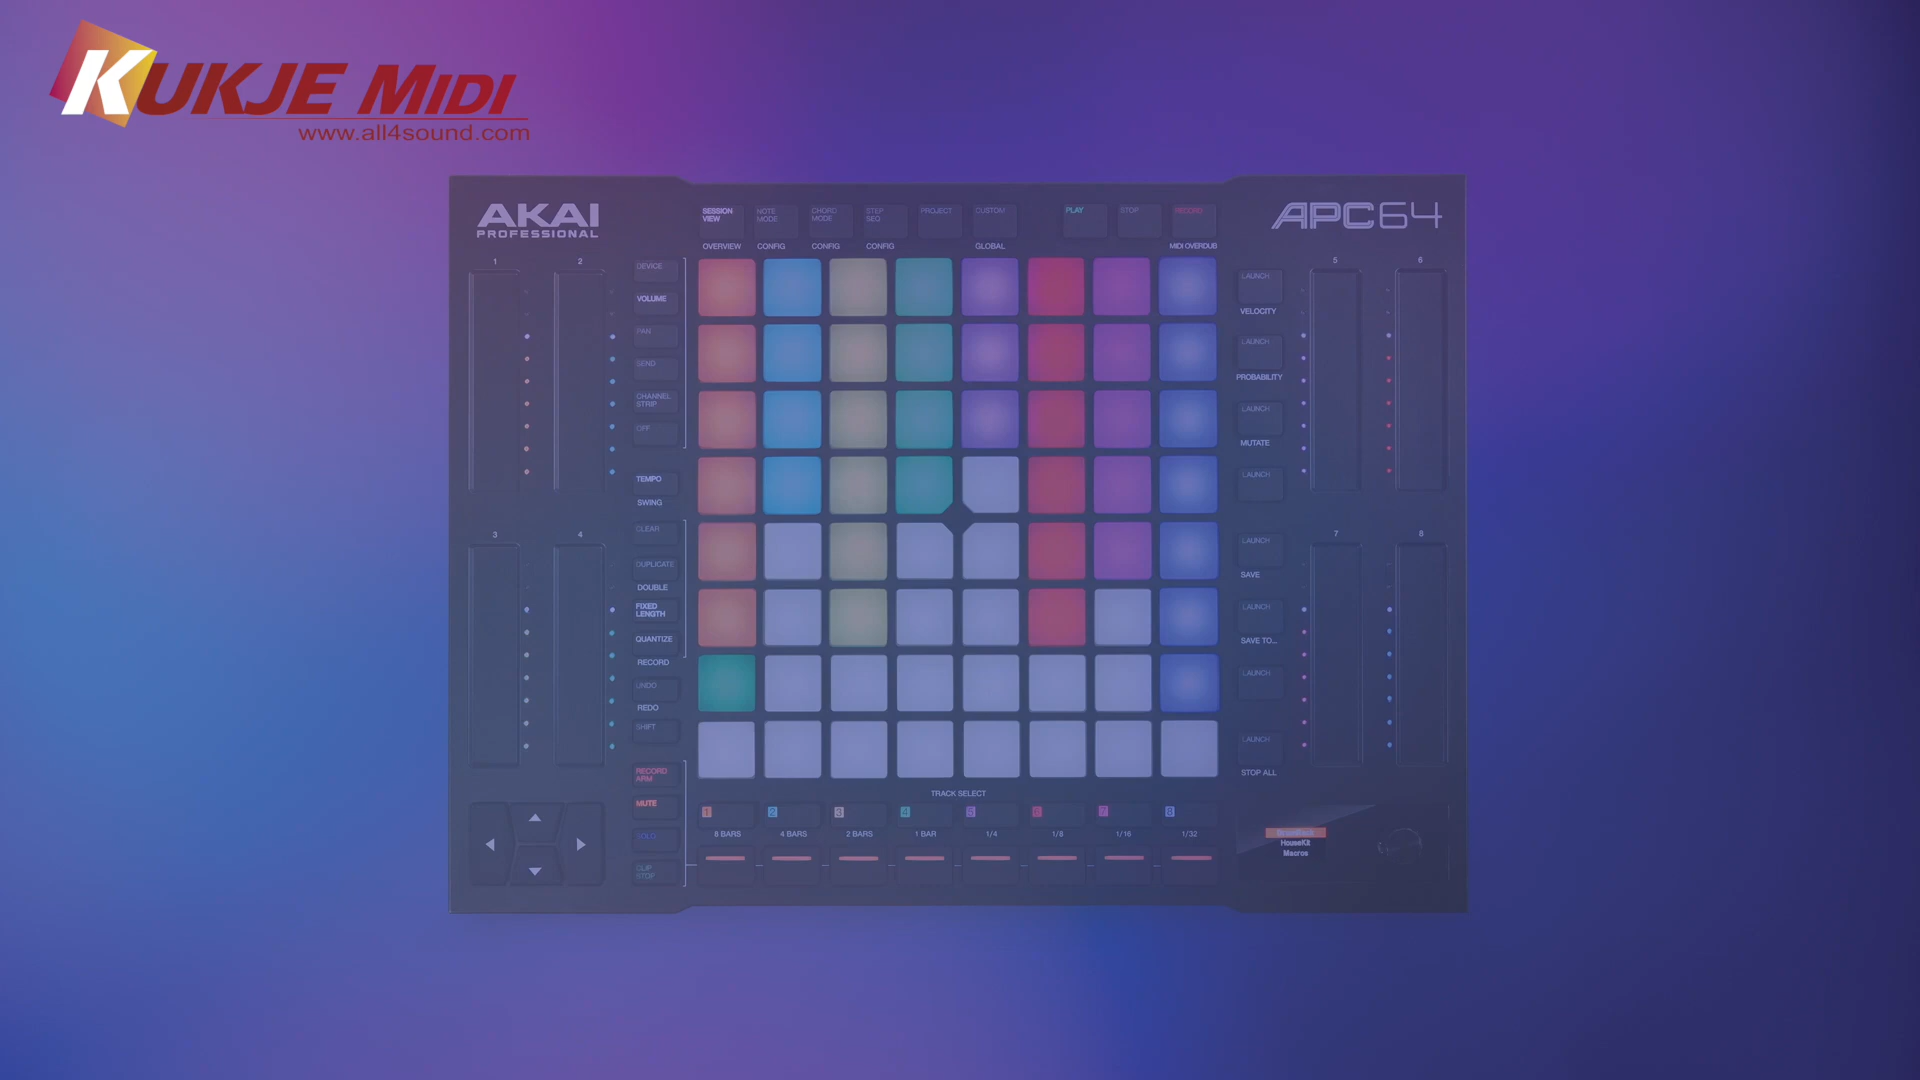 KUKJE MIDI
www.all4sound.com
AKAI
PROFESSIONAL
SESSION
VIEW
NOTE
MODE
CHORD
MODE
STEP
SEQ
PROJECT
CUSTOM
PLAY
STOP
RECORD
APC64
OVERVIEW
CONFIG
CONFIG
CONFIG
GLOBAL
MIDI OVERDUB
1
2
5
6
DEVICE
VOLUME
PAN
SEND
CHANNEL
STRIP
OFF
TEMPO
SWING
CLEAR
DUPLICATE
DOUBLE
FIXED
LENGTH
QUANTIZE
RECORD
UNDO
REDO
SHIFT
LAUNCH
VELOCITY
LAUNCH
PROBABILITY
LAUNCH
MUTATE
LAUNCH
LAUNCH
SAVE
LAUNCH
SAVE TO...
LAUNCH
LAUNCH
STOP ALL
3
4
7
8
RECORD
ARM
MUTE
SOLO
CLIP
STOP
TRACK SELECT
1
2
3
4
5
6
7
8
8 BARS
4 BARS
2 BARS
1 BAR
1/4
1/8
1/16
1/32
DrumRack
HouseKit
Macros